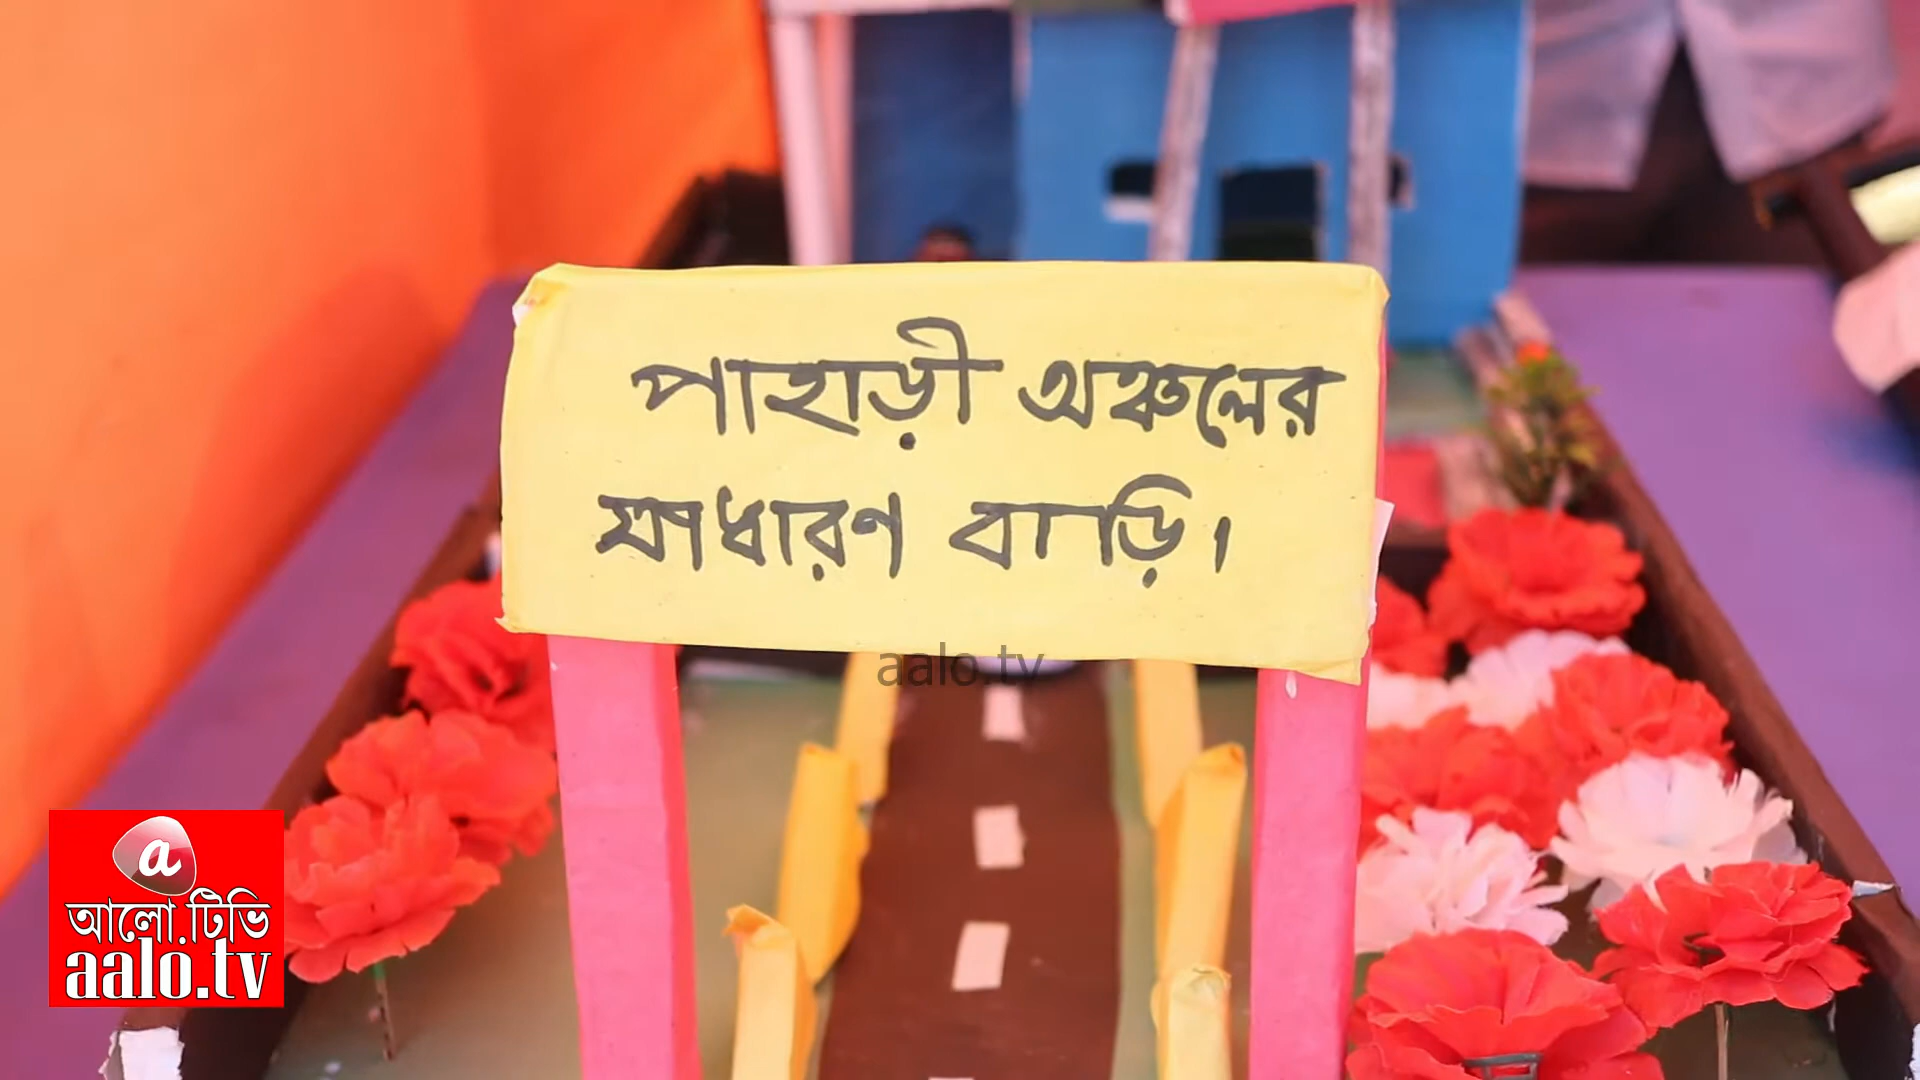 পাহাড়ী অঞ্চলের
সাধারণ বাড়ি।
aalo.tv
a
আলো.টিভি
aalo.tv